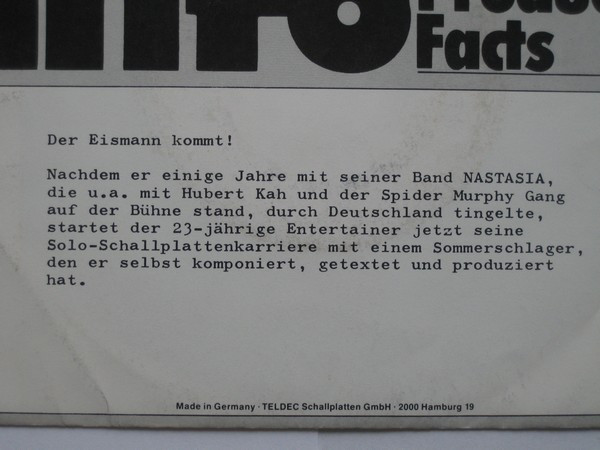 Info
Facts
Der Eismann kommt!
Nachdem er einige Jahre mit seiner Band NASTASIA,
die u.a. mit Hubert Kah und der Spider Murphy Gang
auf der Bühne stand, durch Deutschland tingelte,
startet der 23-jährige Entertainer jetzt seine
Solo-Schallplattenkarriere mit einem Sommerschlager,
den er selbst komponiert, getextet und produziert
hat.
Made in Germany · TELDEC Schallplatten GmbH · 2000 Hamburg 19